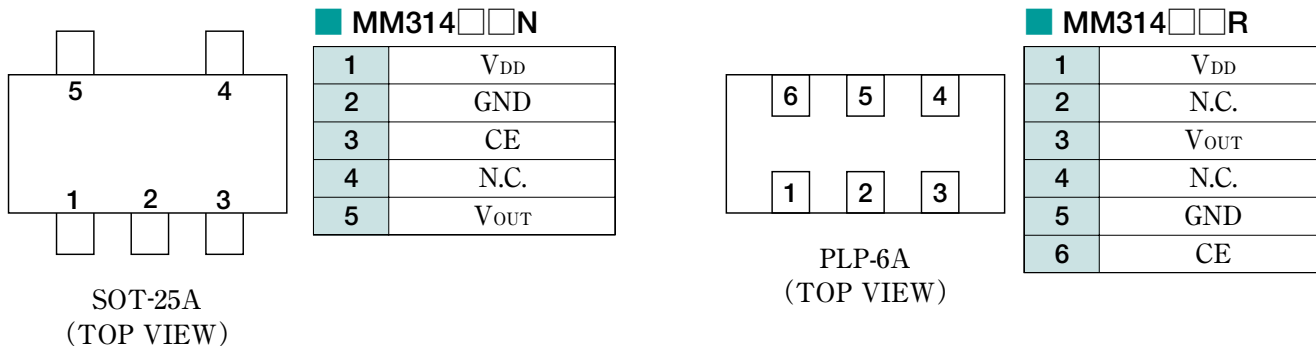 MM314□□N
5 4
1 2 3
SOT-25A
(TOP VIEW)
1 VDD
2 GND
3 CE
4 N.C.
5 VOUT
MM314□□R
6 5 4
1 2 3
PLP-6A
(TOP VIEW)
1 VDD
2 N.C.
3 VOUT
4 N.C.
5 GND
6 CE